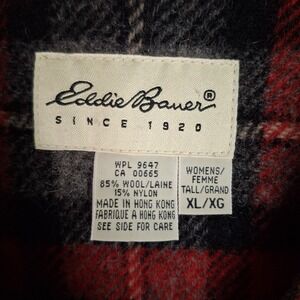 Eddie Bauer®
SINCE 1920
WPL 9647
CA 00665
85% WOOL/LAINE
15% NYLON
MADE IN HONG KONG
FABRIQUÉ A HONG KONG
SEE SIDE FOR CARE
WOMENS/
FEMME
TALL/GRAND
XL/XG